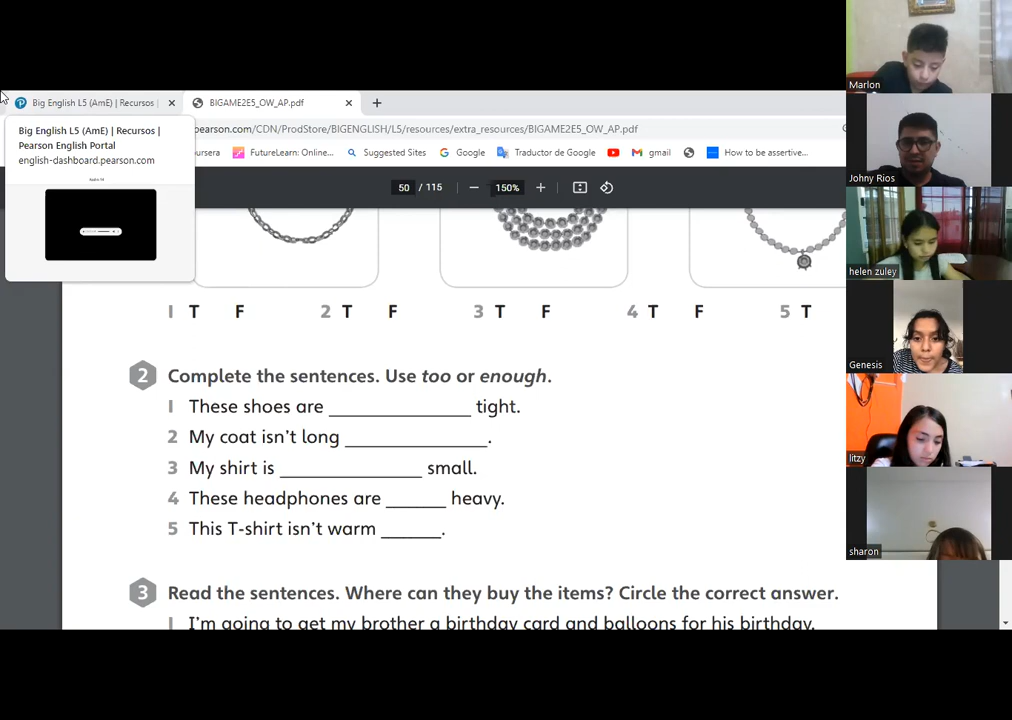 Big English L5 (AmE) | Recursos |
BIGAME2E5_OW_AP.pdf
Big English L5 (AmE) | Recursos |
Pearson English Portal
english-dashboard.pearson.com
pearson.com/CDN/ProdStore/BIGENGLISH/L5/resources/extra_resources/BIGAME2E5_OW_AP.pdf
ursera
FutureLearn: Online...
Suggested Sites
Google
Traductor de Google
YouTube
gmail
How to be assertive...
50 / 115
150%
1 T F 2 T F 3 T F 4 T F 5 T
2 Complete the sentences. Use too or enough.
1 These shoes are ______________ tight.
2 My coat isn't long ______________.
3 My shirt is ______________ small.
4 These headphones are ______ heavy.
5 This T-shirt isn't warm ______.
3 Read the sentences. Where can they buy the items? Circle the correct answer.
1 I'm going to get my brother a birthday card and balloons for his birthday.
Marlon
Johny Rios
helen zuley
Genesis
litzy
sharon